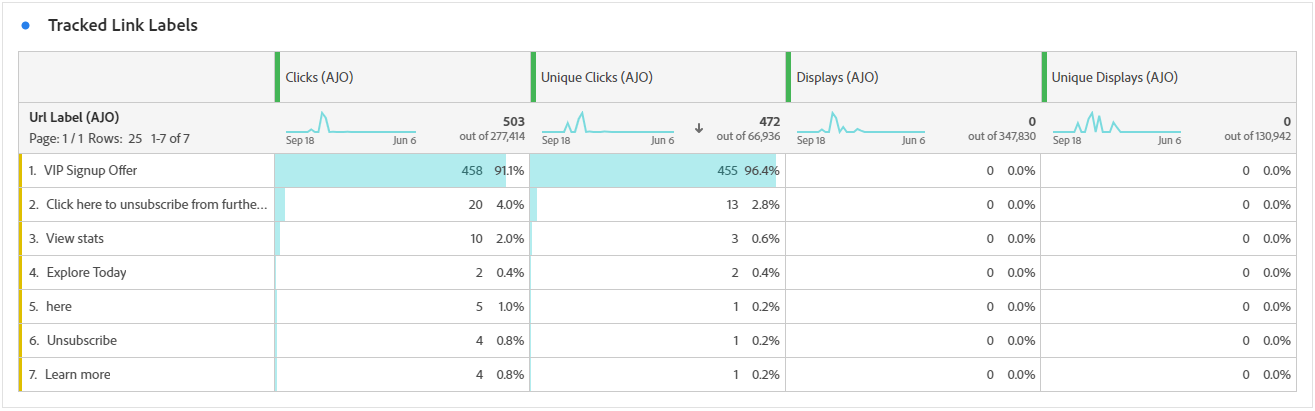 Tracked Link Labels
Clicks (AJO) Unique Clicks (AJO) Displays (AJO) Unique Displays (AJO)
Url Label (AJO)
Page: 1 / 1 Rows: 25 1-7 of 7
Sep 18 Jun 6 503 out of 277,414
Sep 18 Jun 6 ↓ 472 out of 66,936
Sep 18 Jun 6 0 out of 347,830
Sep 18 Jun 6 0 out of 130,942
1. VIP Signup Offer 458 91.1% 455 96.4% 0 0.0% 0 0.0%
2. Click here to unsubscribe from furthe... 20 4.0% 13 2.8% 0 0.0% 0 0.0%
3. View stats 10 2.0% 3 0.6% 0 0.0% 0 0.0%
4. Explore Today 2 0.4% 2 0.4% 0 0.0% 0 0.0%
5. here 5 1.0% 1 0.2% 0 0.0% 0 0.0%
6. Unsubscribe 4 0.8% 1 0.2% 0 0.0% 0 0.0%
7. Learn more 4 0.8% 1 0.2% 0 0.0% 0 0.0%